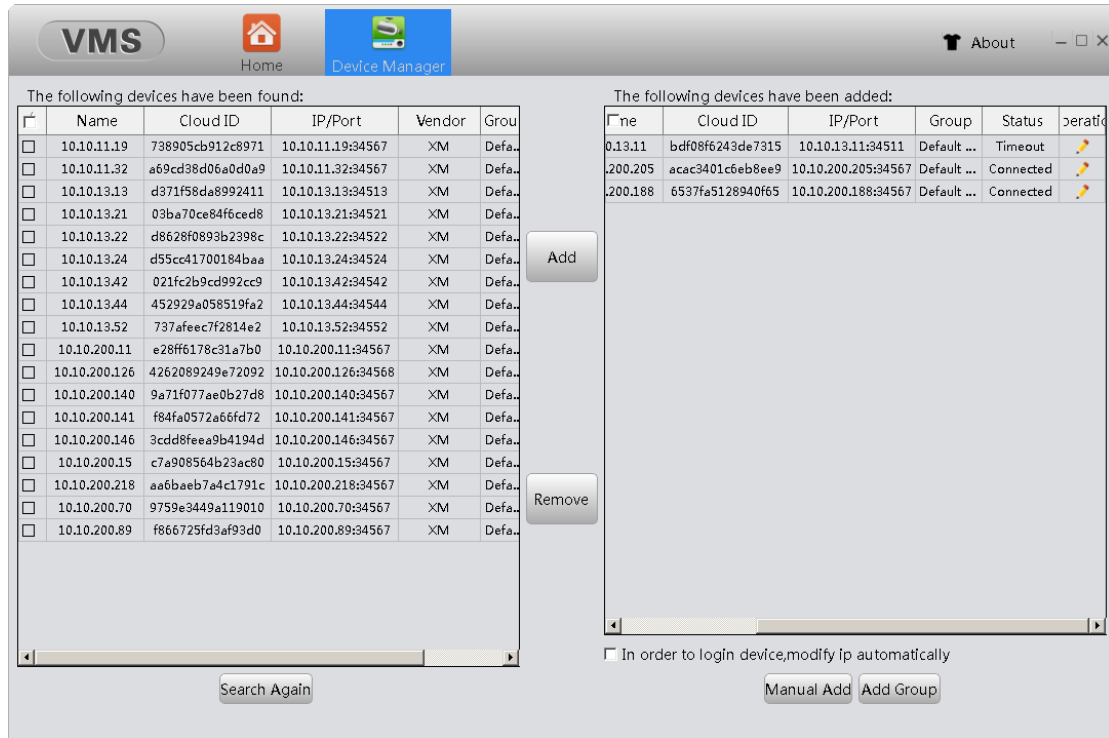 VMS
Home
Device Manager
About
The following devices have been found:
Name Cloud ID IP/Port Vendor Grou
10.10.11.19 738905cb912c8971 10.10.11.19:34567 XM Defa..
10.10.11.32 a69cd38d06a0d0a9 10.10.11.32:34567 XM Defa..
10.10.13.13 d371f58da8992411 10.10.13.13:34513 XM Defa..
10.10.13.21 03ba70ce84f6ced8 10.10.13.21:34521 XM Defa..
10.10.13.22 d8628f0893b2398c 10.10.13.22:34522 XM Defa..
10.10.13.24 d55cc41700184baa 10.10.13.24:34524 XM Defa..
10.10.13.42 021fc2b9cd992cc9 10.10.13.42:34542 XM Defa..
10.10.13.44 452929a058519fa2 10.10.13.44:34544 XM Defa..
10.10.13.52 737afeec7f2814e2 10.10.13.52:34552 XM Defa..
10.10.200.11 e28ff6178c31a7b0 10.10.200.11:34567 XM Defa..
10.10.200.126 4262089249e72092 10.10.200.126:34568 XM Defa..
10.10.200.140 9a71f077ae0b27d8 10.10.200.140:34567 XM Defa..
10.10.200.141 f84fa0572a66fd72 10.10.200.141:34567 XM Defa..
10.10.200.146 3cdd8feea9b4194d 10.10.200.146:34567 XM Defa..
10.10.200.15 c7a908564b23ac80 10.10.200.15:34567 XM Defa..
10.10.200.218 aa6baeb7a4c1791c 10.10.200.218:34567 XM Defa..
10.10.200.70 9759e3449a119010 10.10.200.70:34567 XM Defa..
10.10.200.89 f866725fd3af93d0 10.10.200.89:34567 XM Defa..
Search Again
Add
Remove
The following devices have been added:
ne Cloud ID IP/Port Group Status peratic
0.13.11 bdf08f6243de7315 10.10.13.11:34511 Default ... Timeout
.200.205 acac3401c6eb8ee9 10.10.200.205:34567 Default ... Connected
.200.188 6537fa5128940f65 10.10.200.188:34567 Default ... Connected
In order to login device,modify ip automatically
Manual Add Add Group